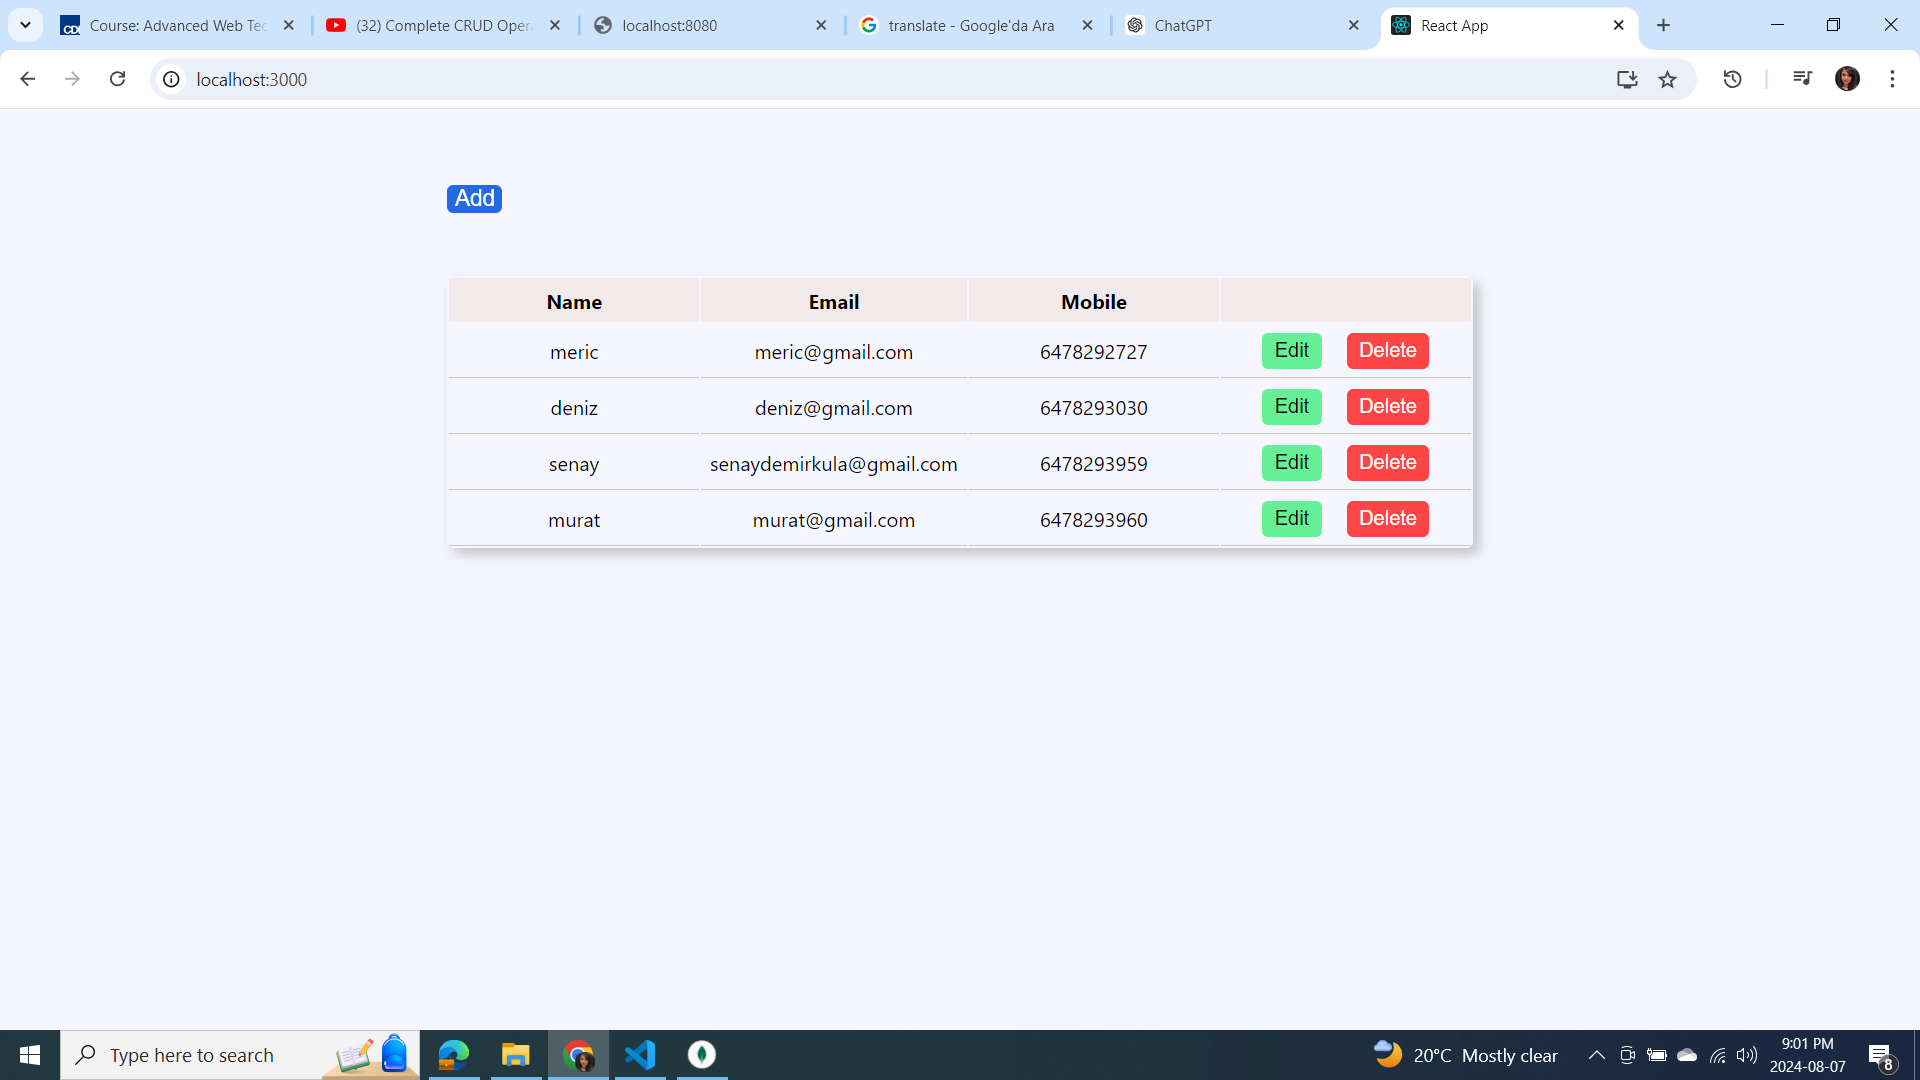 Course: Advanced Web Tec
(32) Complete CRUD Opera
localhost:8080
translate - Google'da Ara
ChatGPT
React App
localhost:3000
Add
Name Email Mobile
meric meric@gmail.com 6478292727 Edit Delete
deniz deniz@gmail.com 6478293030 Edit Delete
senay senaydemirkula@gmail.com 6478293959 Edit Delete
murat murat@gmail.com 6478293960 Edit Delete
Type here to search
20°C Mostly clear
9:01 PM
2024-08-07
8